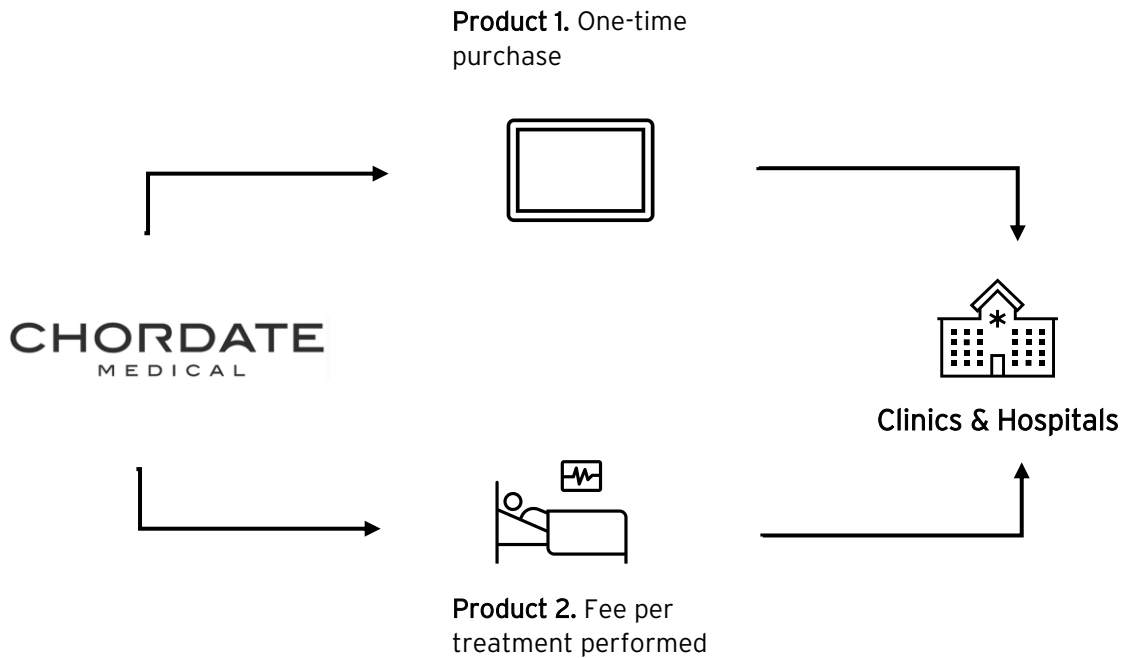 Product 1. One-time
purchase
CHORDATE
MEDICAL
Clinics & Hospitals
Product 2. Fee per
treatment performed